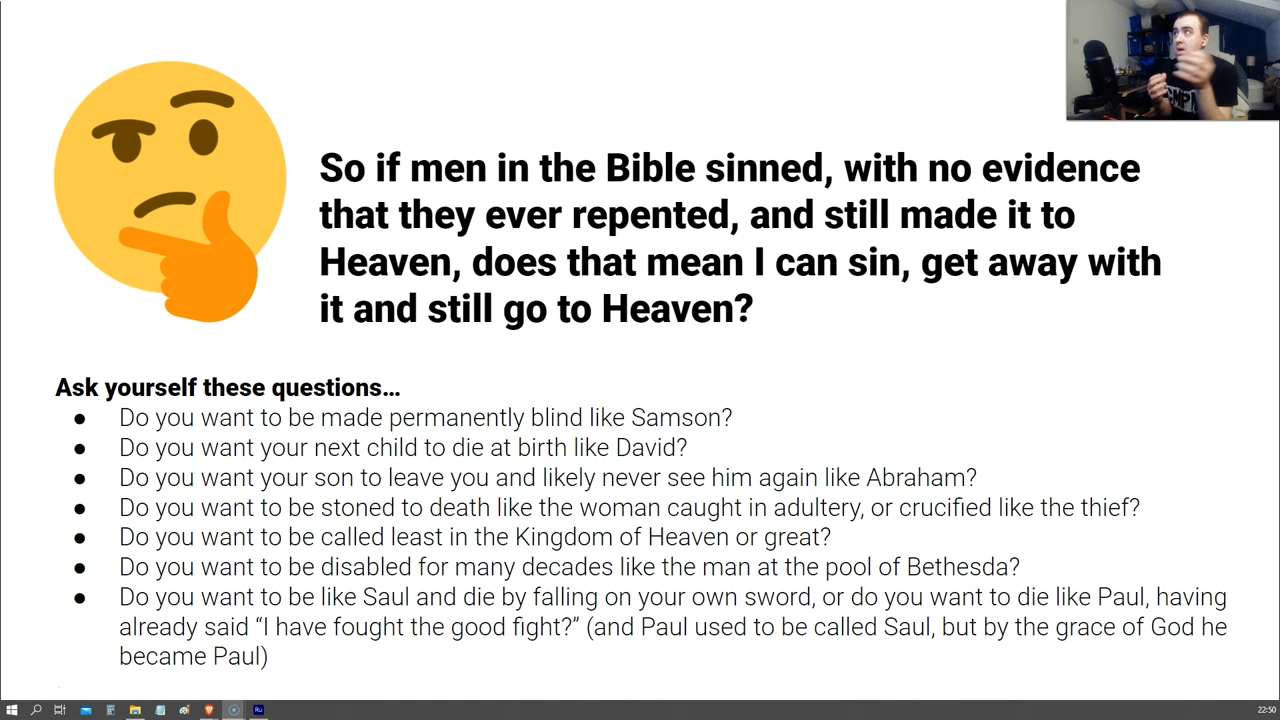 So if men in the Bible sinned, with no evidence
that they ever repented, and still made it to
Heaven, does that mean I can sin, get away with
it and still go to Heaven?
Ask yourself these questions…
● Do you want to be made permanently blind like Samson?
● Do you want your next child to die at birth like David?
● Do you want your son to leave you and likely never see him again like Abraham?
● Do you want to be stoned to death like the woman caught in adultery, or crucified like the thief?
● Do you want to be called least in the Kingdom of Heaven or great?
● Do you want to be disabled for many decades like the man at the pool of Bethesda?
● Do you want to be like Saul and die by falling on your own sword, or do you want to die like Paul, having
already said “I have fought the good fight?” (and Paul used to be called Saul, but by the grace of God he
became Paul)
Ru
22:50